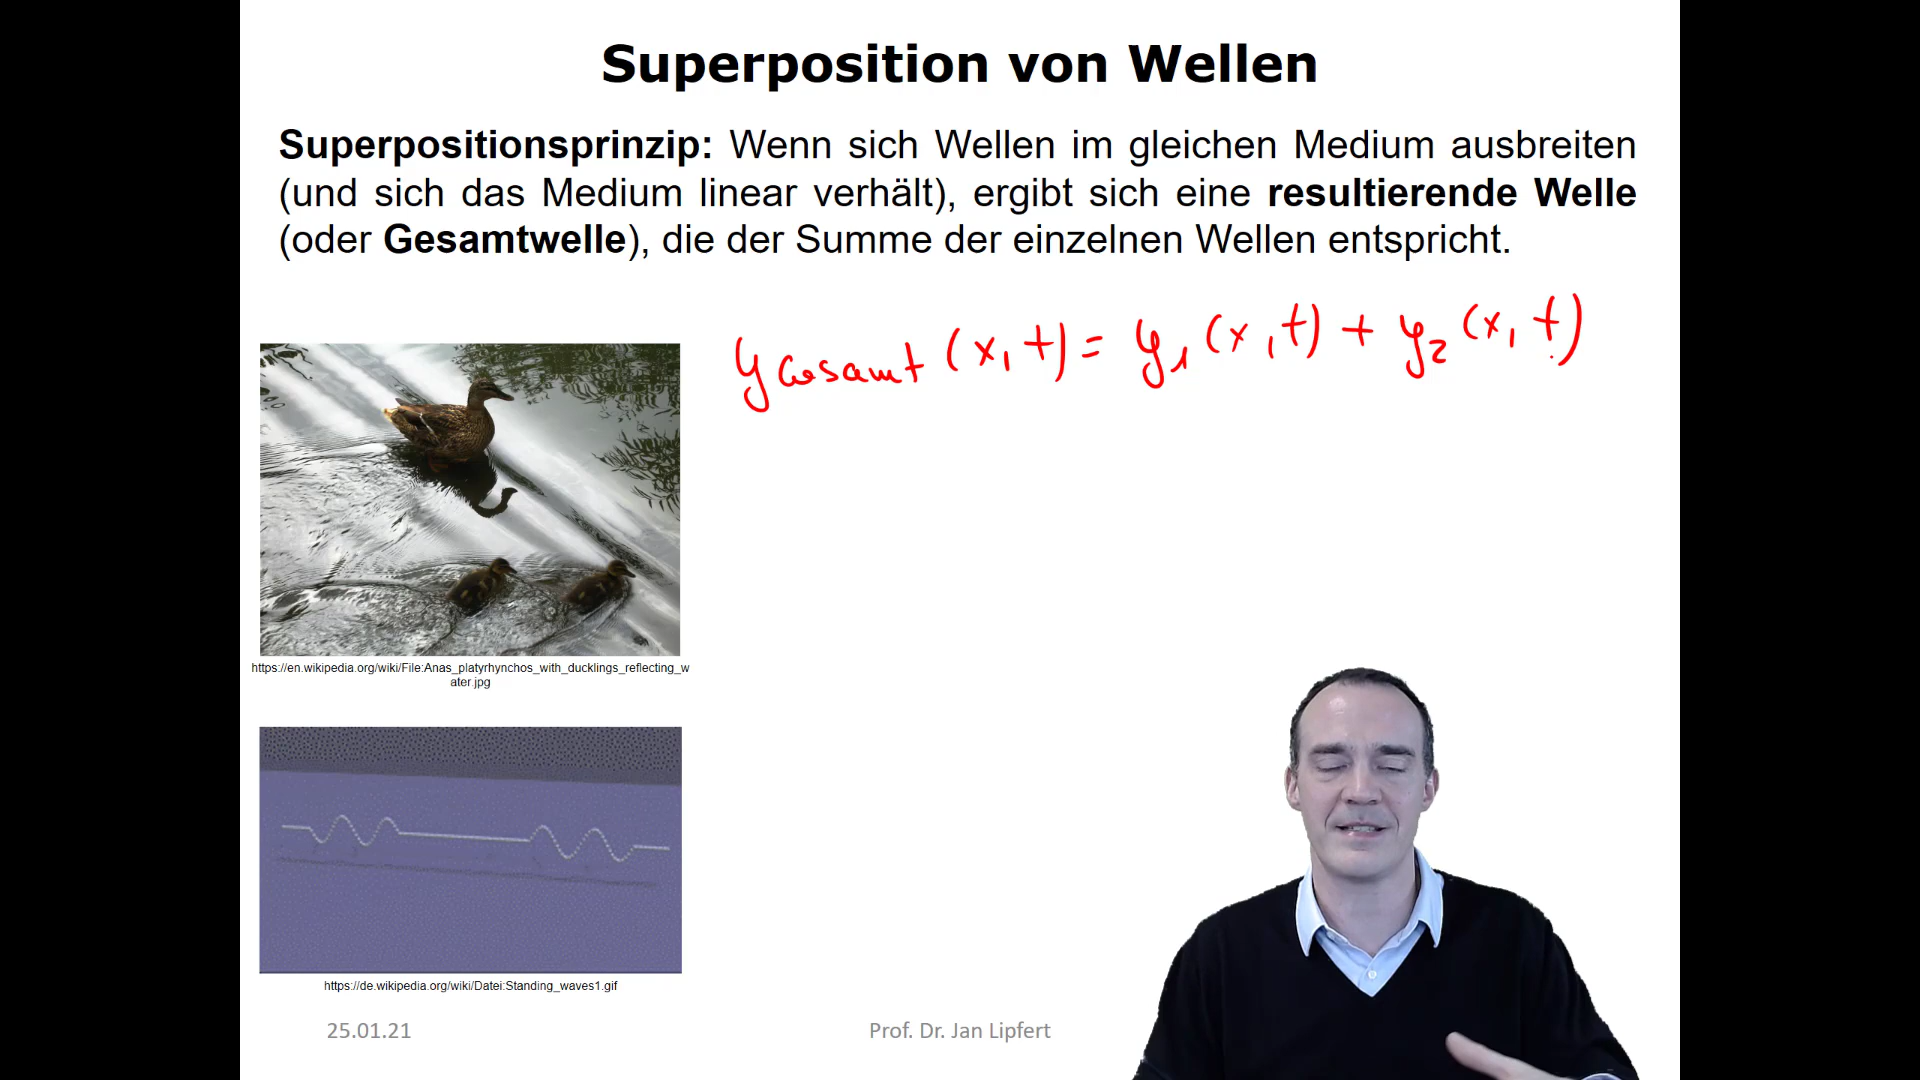 Superposition von Wellen
Superpositionsprinzip: Wenn sich Wellen im gleichen Medium ausbreiten
(und sich das Medium linear verhält), ergibt sich eine resultierende Welle
(oder Gesamtwelle), die der Summe der einzelnen Wellen entspricht.
y Gesamt (x, t) = y1 (x, t) + y2 (x, t)
https://en.wikipedia.org/wiki/File:Anas_platyrhynchos_with_ducklings_reflecting_w
ater.jpg
https://de.wikipedia.org/wiki/Datei:Standing_waves1.gif
25.01.21
Prof. Dr. Jan Lipfert